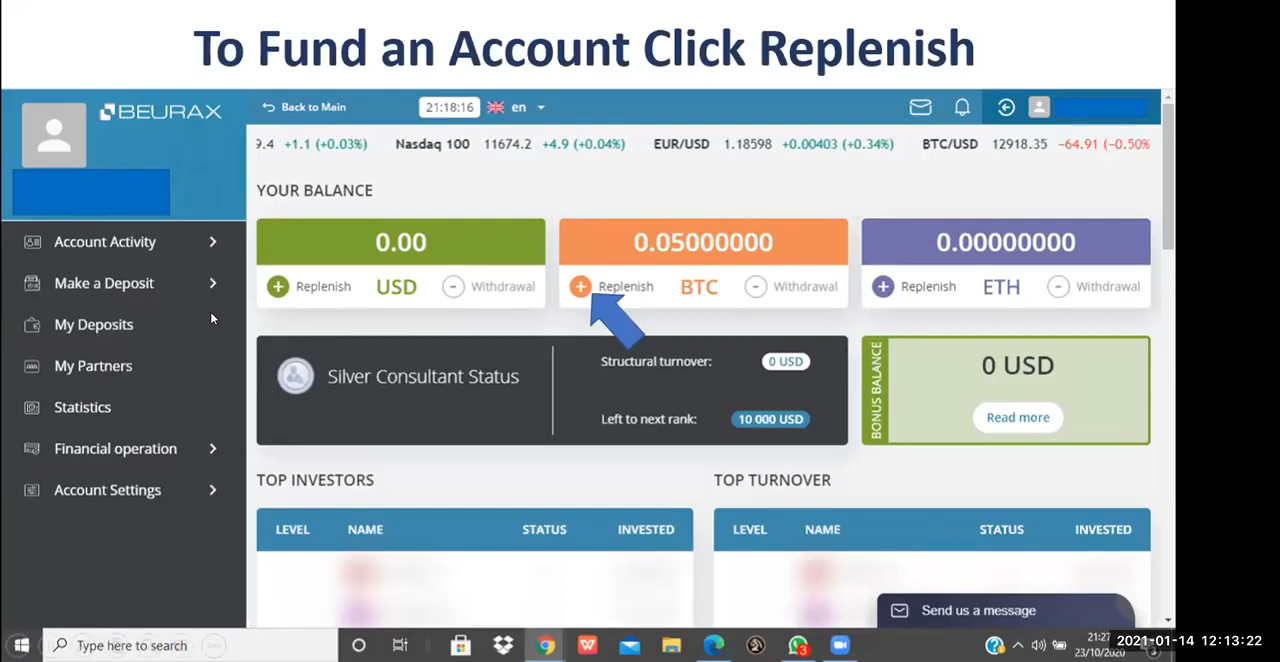 To Fund an Account Click Replenish
BEURAX
Back to Main
21:18:16
en
9.4 +1.1 (+0.03%) Nasdaq 100 11674.2 +4.9 (+0.04%) EUR/USD 1.18598 +0.00403 (+0.34%) BTC/USD 12918.35 -64.91 (-0.50%
Account Activity
Make a Deposit
My Deposits
My Partners
Statistics
Financial operation
Account Settings
YOUR BALANCE
0.00
Replenish USD Withdrawal
0.05000000
Replenish BTC Withdrawal
0.00000000
Replenish ETH Withdrawal
Silver Consultant Status
Structural turnover: 0 USD
Left to next rank: 10 000 USD
BONUS BALANCE
0 USD
Read more
TOP INVESTORS
LEVEL NAME STATUS INVESTED
TOP TURNOVER
LEVEL NAME STATUS INVESTED
Send us a message
Type here to search
3
21:27
23/10/2020
2021-01-14 12:13:22